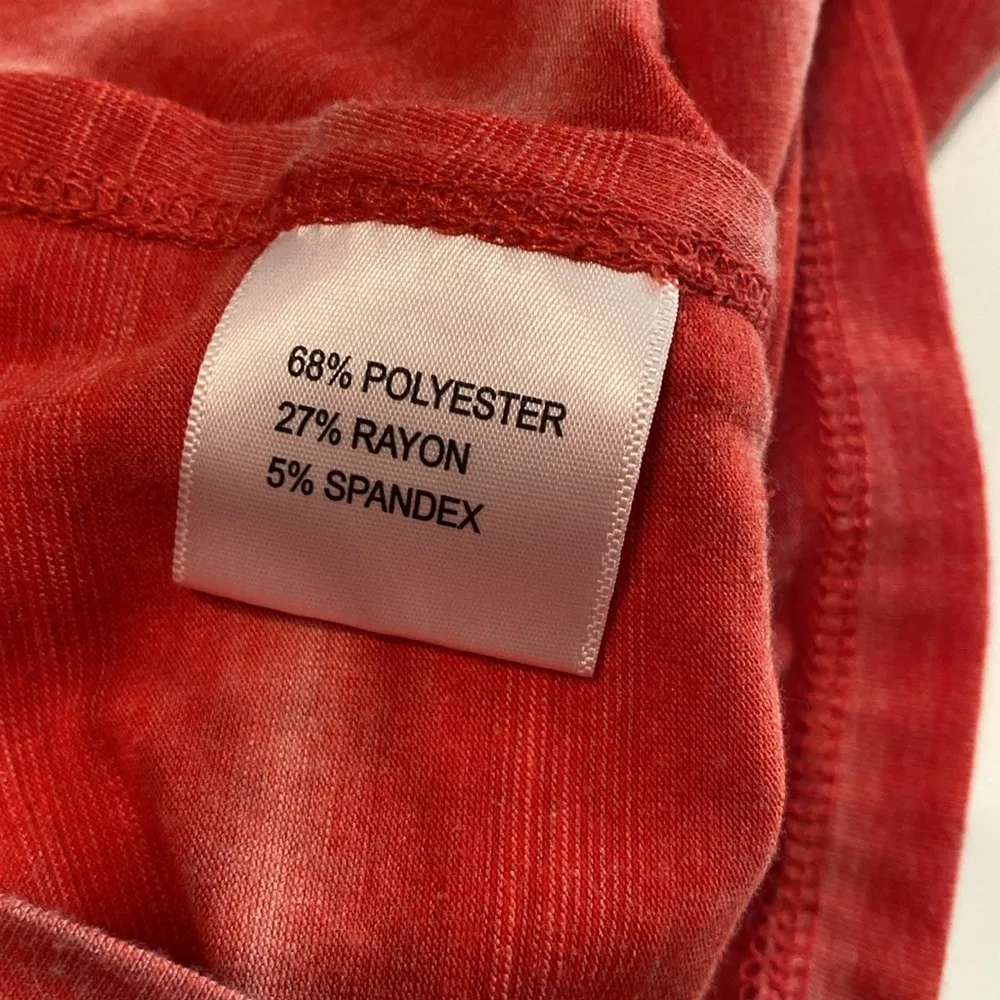 68% POLYESTER
27% RAYON
5% SPANDEX